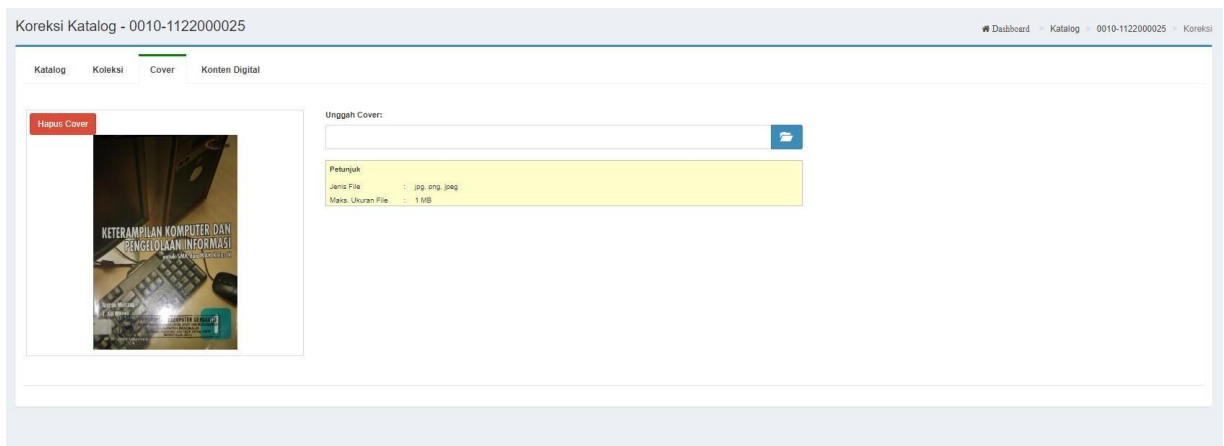 Koreksi Katalog - 0010-1122000025
Dashboard > Katalog > 0010-1122000025 > Koreksi
Katalog Koleksi Cover Konten Digital
Hapus Cover
KETERAMPILAN KOMPUTER DAN
PENGELOLAAN INFORMASI
Unggah Cover:
Petunjuk
Jenis File : jpg, png, jpeg
Maks. Ukuran File : 1 MB